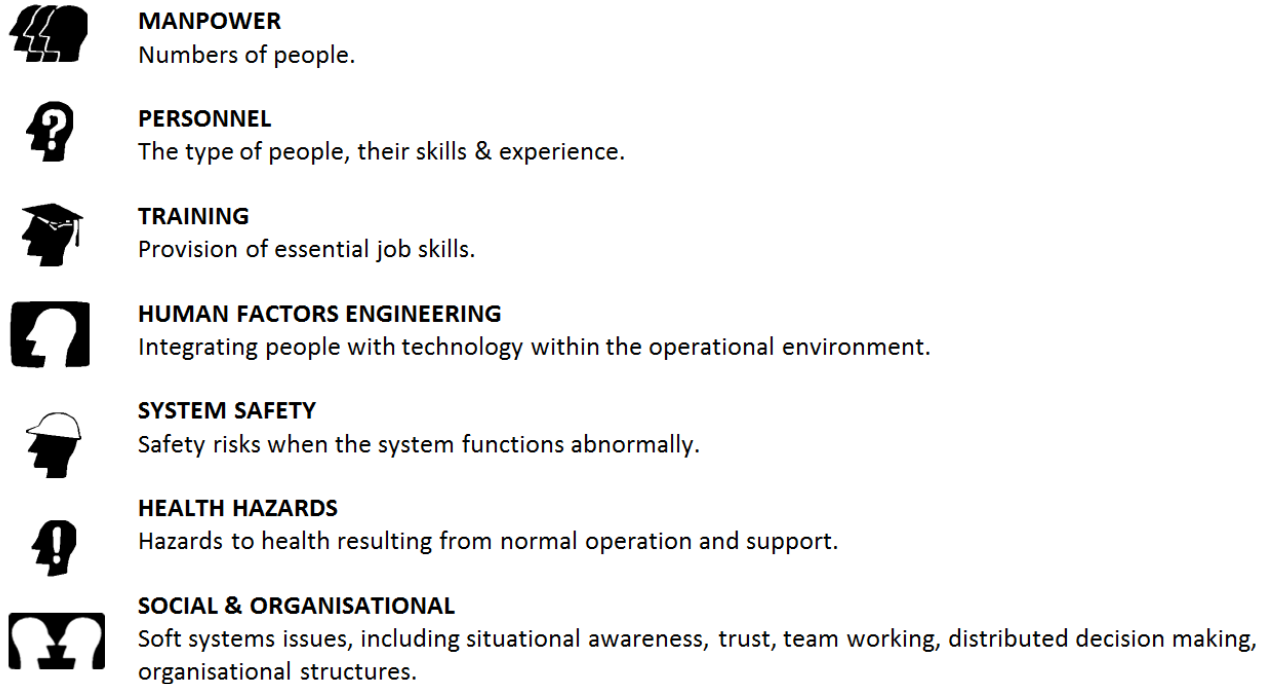 MANPOWER
Numbers of people.
PERSONNEL
The type of people, their skills & experience.
TRAINING
Provision of essential job skills.
HUMAN FACTORS ENGINEERING
Integrating people with technology within the operational environment.
SYSTEM SAFETY
Safety risks when the system functions abnormally.
HEALTH HAZARDS
Hazards to health resulting from normal operation and support.
SOCIAL & ORGANISATIONAL
Soft systems issues, including situational awareness, trust, team working, distributed decision making,
organisational structures.